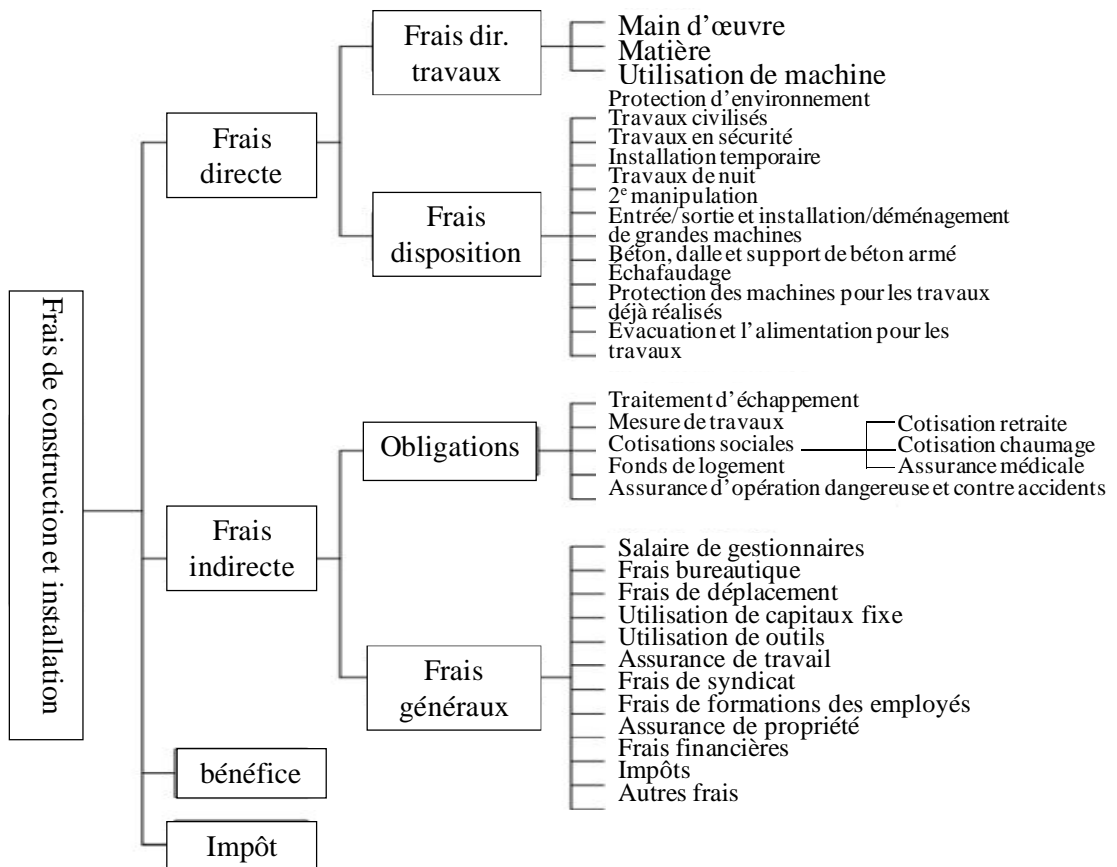 Frais de construction et installation
Frais
directe
Frais dir.
travaux
Main d’œuvre
Matière
Utilisation de machine
Frais
disposition
Protection d’environnement
Travaux civilisés
Travaux en sécurité
Installation temporaire
Travaux de nuit
2e manipulation
Entrée/ sortie et installation/déménagement
de grandes machines
Béton, dalle et support de béton armé
Échafaudage
Protection des machines pour les travaux
déjà réalisés
Évacuation et l’alimentation pour les
travaux
Frais
indirecte
Obligations
Traitement d’échappement
Mesure de travaux
Cotisations sociales
Cotisation retraite
Cotisation chaumage
Assurance médicale
Fonds de logement
Assurance d’opération dangereuse et contre accidents
Frais
généraux
Salaire de gestionnaires
Frais bureautique
Frais de déplacement
Utilisation de capitaux fixe
Utilisation de outils
Assurance de travail
Frais de syndicat
Frais de formations des employés
Assurance de propriété
Frais financières
Impôts
Autres frais
bénéfice
Impôt